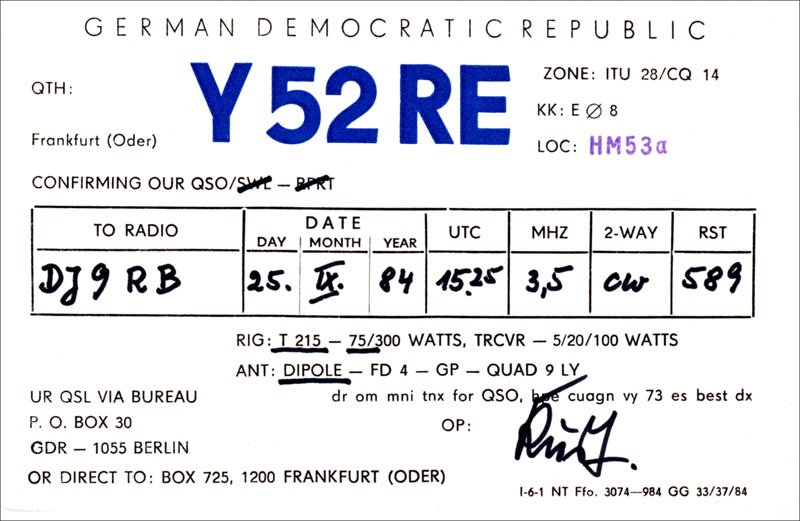 GERMAN DEMOCRATIC REPUBLIC
QTH: Y52RE ZONE: ITU 28/CQ 14
KK: E Ø 8
Frankfurt (Oder) LOC: HM53a
CONFIRMING OUR QSO/SWL – RPRT
TO RADIO DATE UTC MHZ 2-WAY RST
DAY MONTH YEAR
DJ9RB 25. IX. 84 15.25 3,5 CW 589
RIG: T 215 – 75/300 WATTS, TRCVR – 5/20/100 WATTS
ANT: DIPOLE – FD 4 – GP – QUAD 9 LY
UR QSL VIA BUREAU dr om mni tnx for QSO, hpe cuagn vy 73 es best dx
P. O. BOX 30 OP:
GDR – 1055 BERLIN
OR DIRECT TO: BOX 725, 1200 FRANKFURT (ODER)
I-6-1 NT Ffo. 3074—984 GG 33/37/84